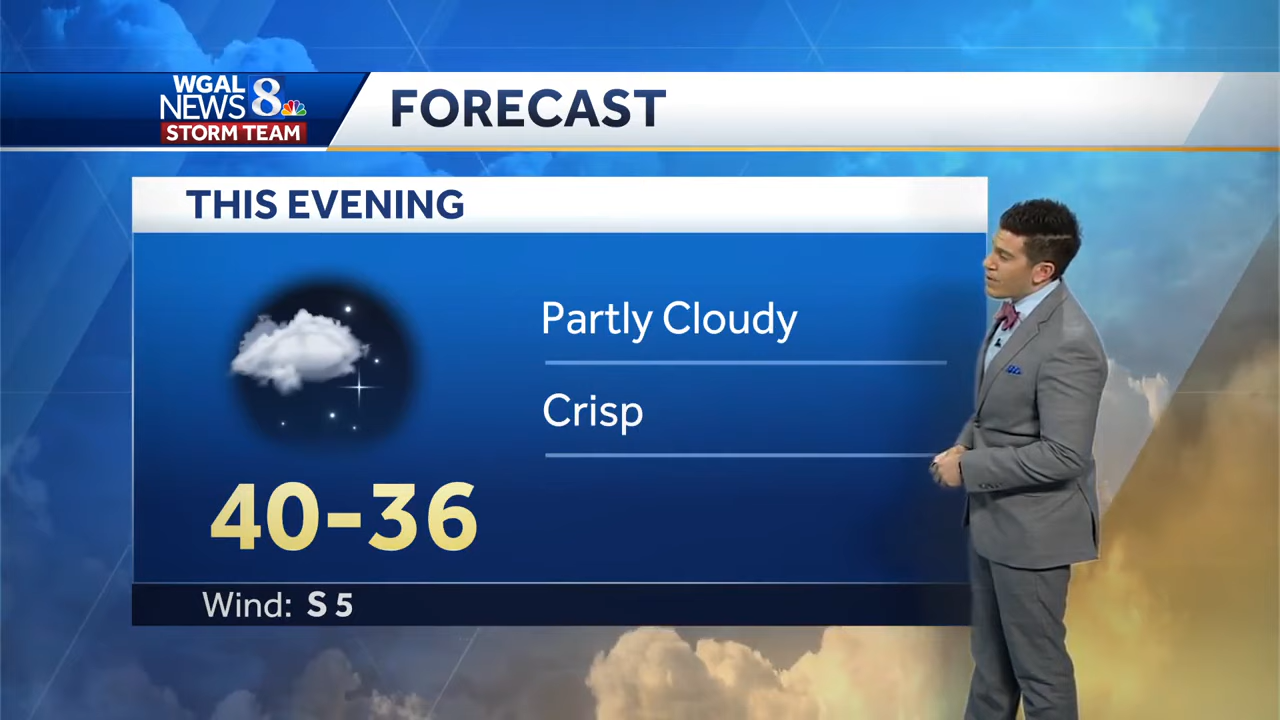 WGAL
NEWS 8
STORM TEAM
FORECAST
THIS EVENING
Partly Cloudy
Crisp
40-36
Wind: S 5